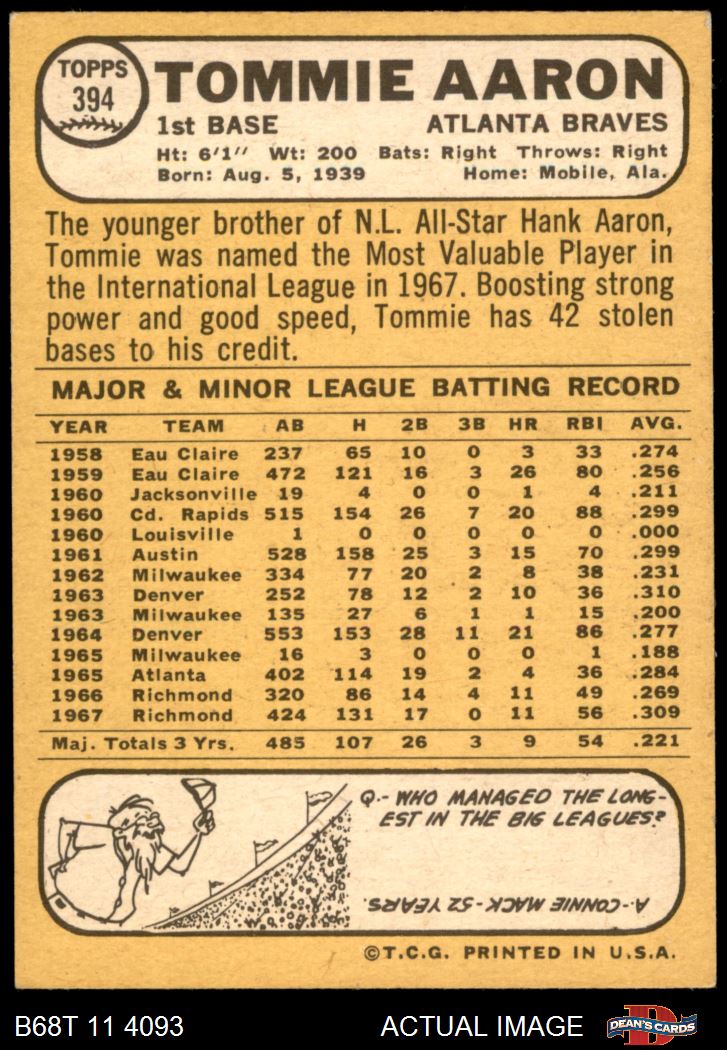 TOPPS
394
TOMMIE AARON
1st BASE ATLANTA BRAVES
Ht: 6'1" Wt: 200 Bats: Right Throws: Right
Born: Aug. 5, 1939 Home: Mobile, Ala.
The younger brother of N.L. All-Star Hank Aaron,
Tommie was named the Most Valuable Player in
the International League in 1967. Boosting strong
power and good speed, Tommie has 42 stolen
bases to his credit.
MAJOR & MINOR LEAGUE BATTING RECORD
YEAR TEAM AB H 2B 3B HR RBI AVG.
1958 Eau Claire 237 65 10 0 3 33 .274
1959 Eau Claire 472 121 16 3 26 80 .256
1960 Jacksonville 19 4 0 0 1 4 .211
1960 Cd. Rapids 515 154 26 7 20 88 .299
1960 Louisville 1 0 0 0 0 0 .000
1961 Austin 528 158 25 3 15 70 .299
1962 Milwaukee 334 77 20 2 8 38 .231
1963 Denver 252 78 12 2 10 36 .310
1963 Milwaukee 135 27 6 1 1 15 .200
1964 Denver 553 153 28 11 21 86 .277
1965 Milwaukee 16 3 0 0 0 1 .188
1965 Atlanta 402 114 19 2 4 36 .284
1966 Richmond 320 86 14 4 11 49 .269
1967 Richmond 424 131 17 0 11 56 .309
Maj. Totals 3 Yrs. 485 107 26 3 9 54 .221
Q.- WHO MANAGED THE LONG-
EST IN THE BIG LEAGUES?
A.- CONNIE MACK - 52 YEARS.
©T.C.G. PRINTED IN U.S.A.
B68T 11 4093 ACTUAL IMAGE DEAN'S CARDS